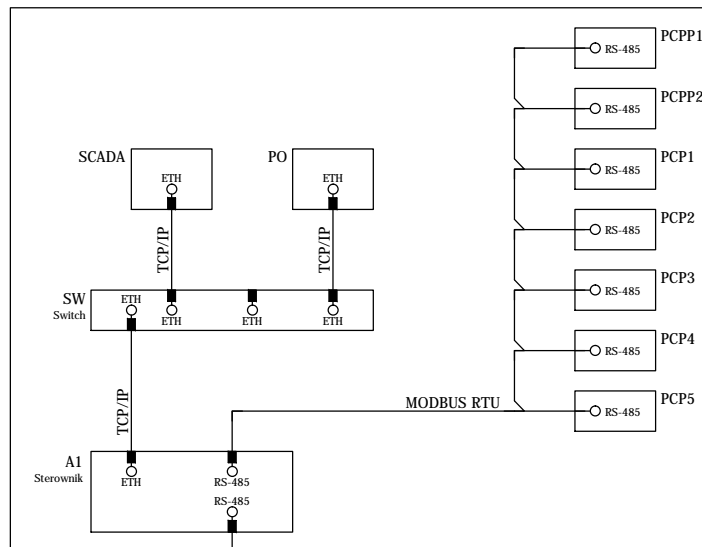 PCPP1
RS-485
PCPP2
RS-485
SCADA
PO
PCP1
ETH
ETH
RS-485
PCP2
RS-485
TCP/IP
TCP/IP
SW
ETH
PCP3
Switch
ETH
ETH
ETH
RS-485
PCP4
RS-485
TCP/IP
MODBUS RTU
PCP5
RS-485
A1
Sterownik
ETH
RS-485
RS-485